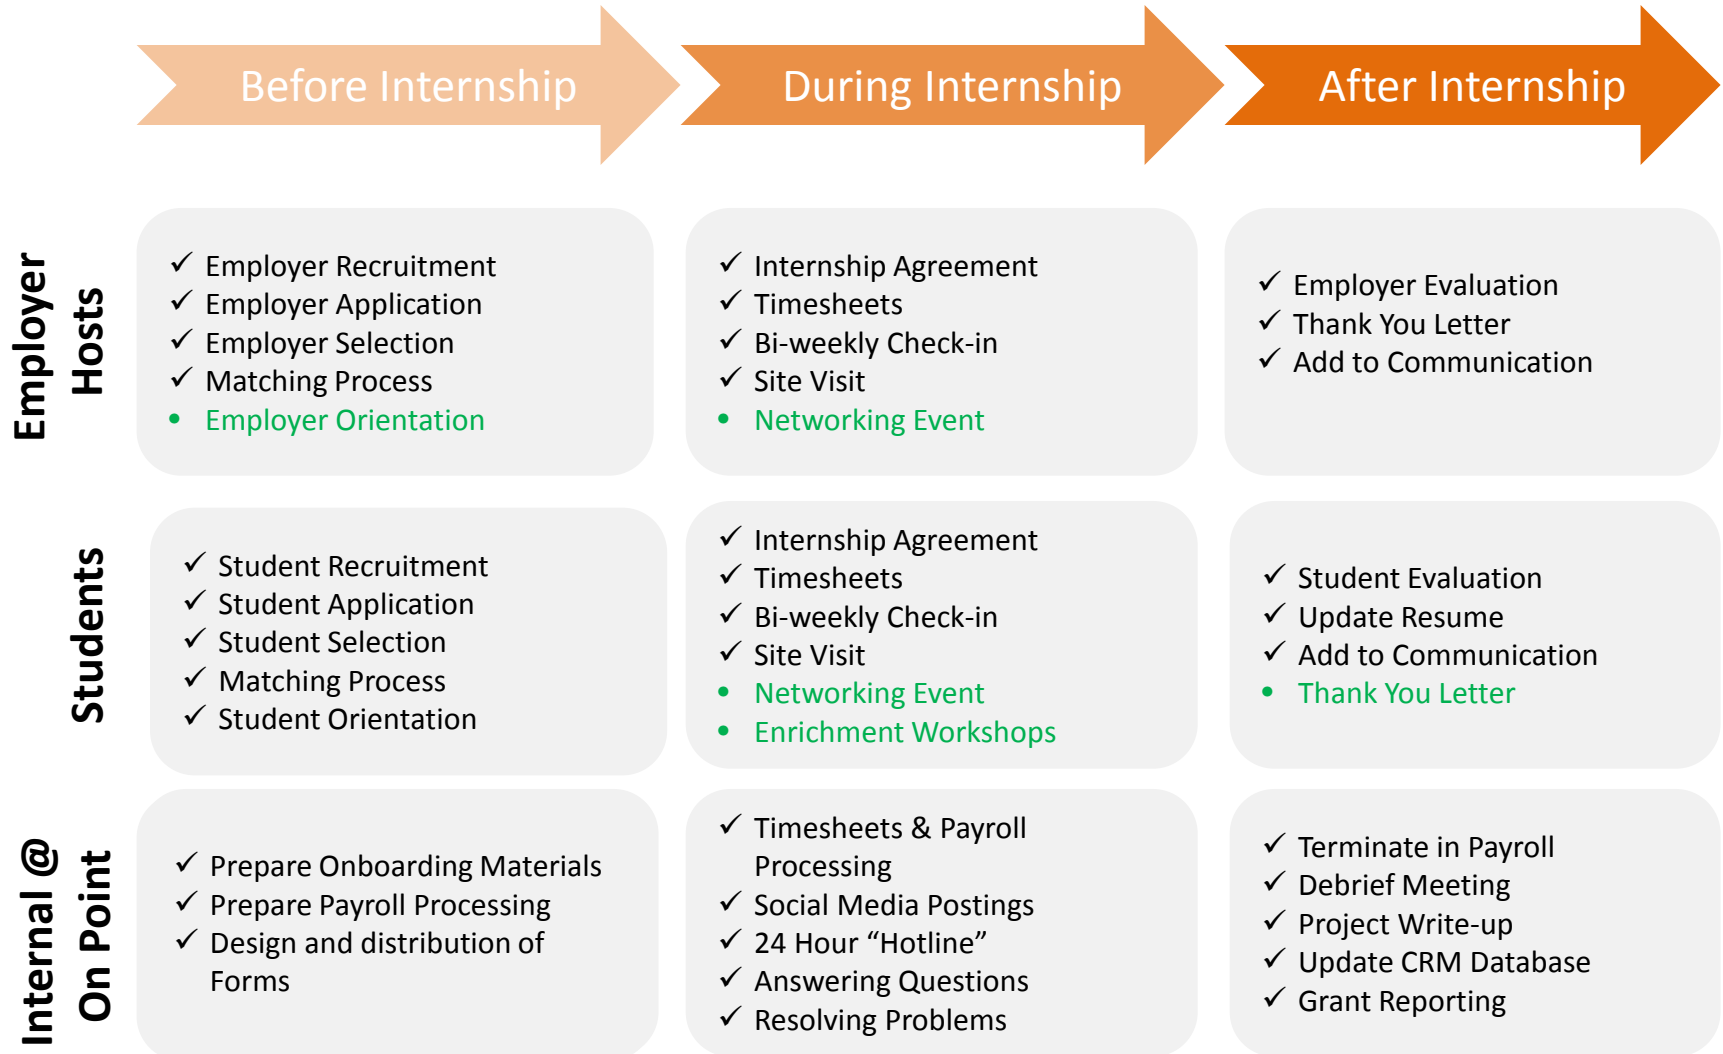 Before Internship
During Internship
After Internship
Employer
Hosts
✓ Employer Recruitment
✓ Employer Application
✓ Employer Selection
✓ Matching Process
• Employer Orientation
✓ Internship Agreement
✓ Timesheets
✓ Bi-weekly Check-in
✓ Site Visit
• Networking Event
✓ Employer Evaluation
✓ Thank You Letter
✓ Add to Communication
Students
✓ Student Recruitment
✓ Student Application
✓ Student Selection
✓ Matching Process
✓ Student Orientation
✓ Internship Agreement
✓ Timesheets
✓ Bi-weekly Check-in
✓ Site Visit
• Networking Event
• Enrichment Workshops
✓ Student Evaluation
✓ Update Resume
✓ Add to Communication
• Thank You Letter
Internal @
On Point
✓ Prepare Onboarding Materials
✓ Prepare Payroll Processing
✓ Design and distribution of
Forms
✓ Timesheets & Payroll
Processing
✓ Social Media Postings
✓ 24 Hour “Hotline”
✓ Answering Questions
✓ Resolving Problems
✓ Terminate in Payroll
✓ Debrief Meeting
✓ Project Write-up
✓ Update CRM Database
✓ Grant Reporting